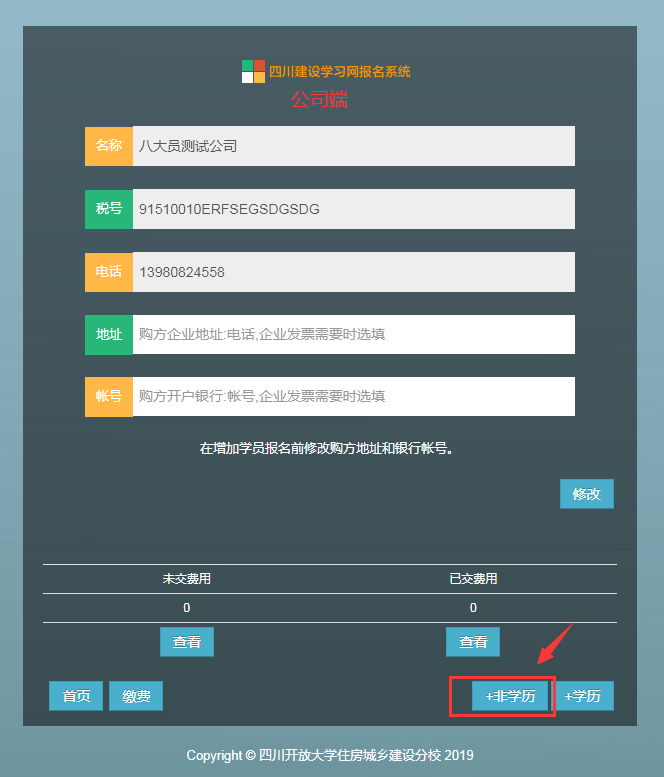 四川建设学习网报名系统
公司端
名称 八大员测试公司
税号 91510010ERFSEGSDGSDG
电话 13980824558
地址 购方企业地址:电话,企业发票需要时选填
帐号 购方开户银行:帐号,企业发票需要时选填
在增加学员报名前修改购方地址和银行帐号。
修改
未交费用 已交费用
0 0
查看 查看
首页 缴费 +非学历 +学历
Copyright © 四川开放大学住房城乡建设分校 2019